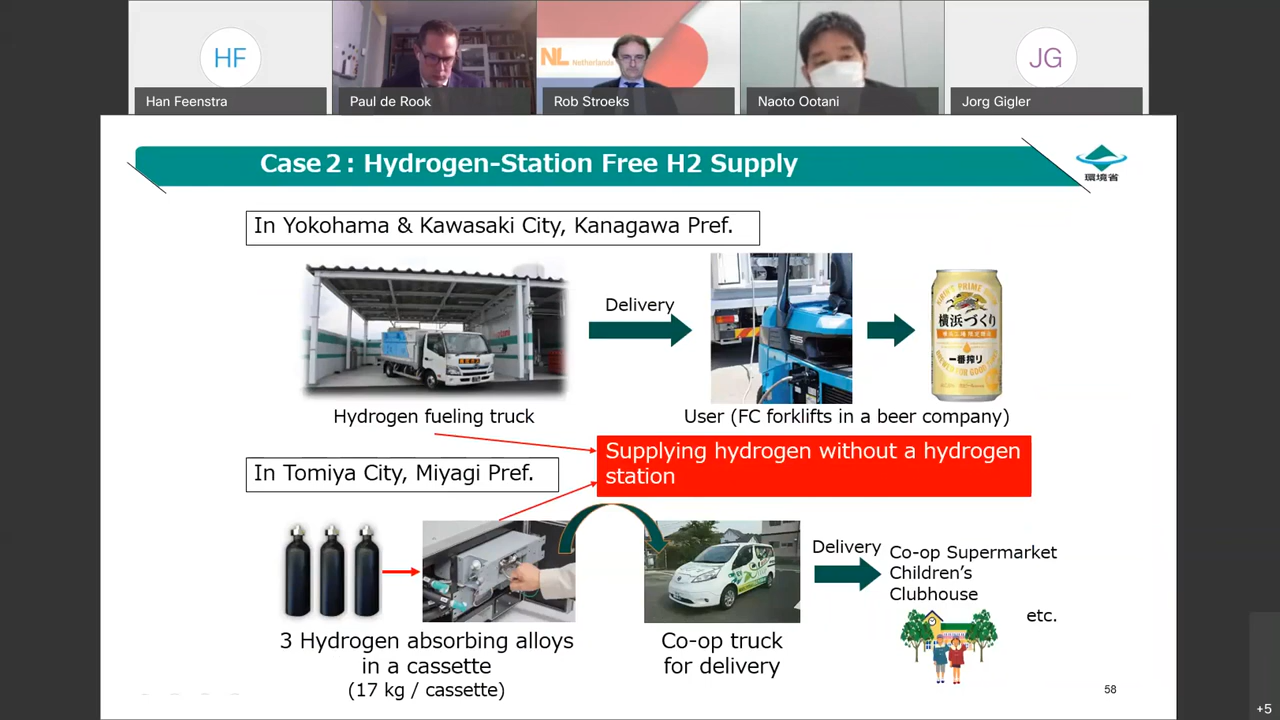 HF
JG
NL Netherlands
Han Feenstra
Paul de Rook
Rob Stroeks
Naoto Ootani
Jorg Gigler
Case2: Hydrogen-Station Free H2 Supply
環境省
In Yokohama & Kawasaki City, Kanagawa Pref.
Delivery
横浜づくり
一番搾り
Hydrogen fueling truck
User (FC forklifts in a beer company)
Supplying hydrogen without a hydrogen
station
In Tomiya City, Miyagi Pref.
Delivery
Co-op Supermarket
Children's
Clubhouse
etc.
3 Hydrogen absorbing alloys
in a cassette
(17 kg / cassette)
Co-op truck
for delivery
58
+5